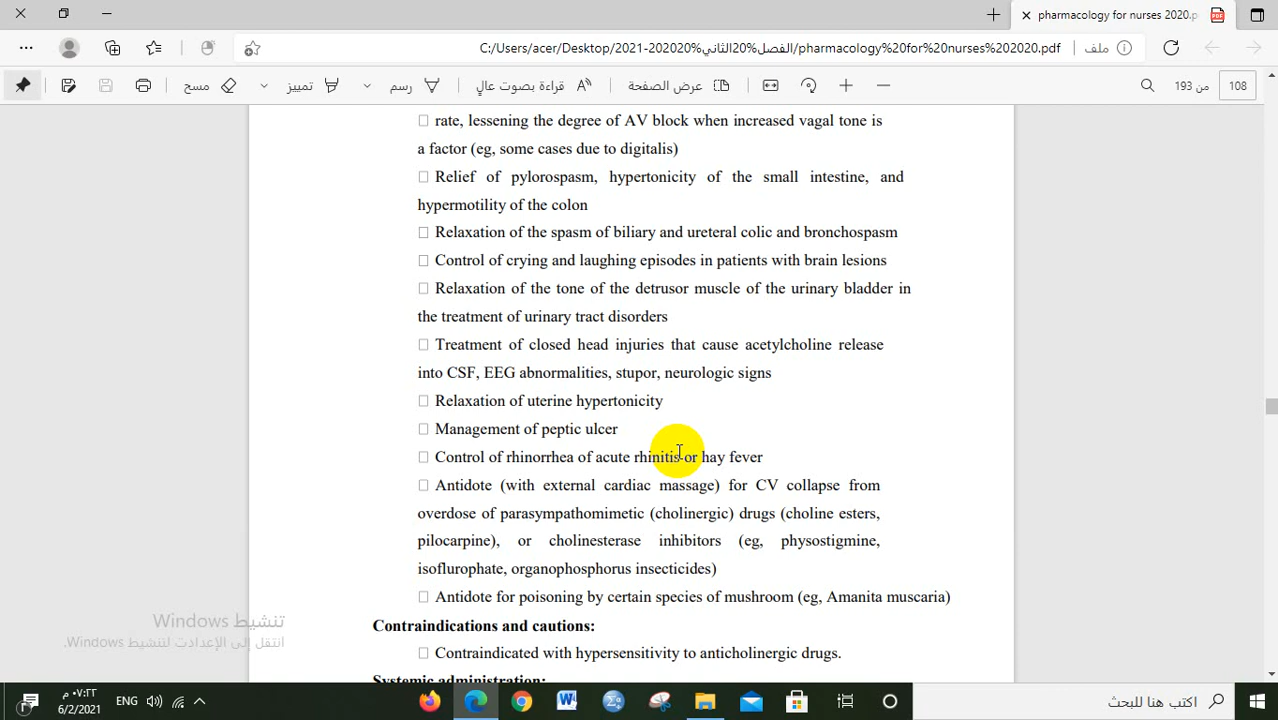 pharmacology for nurses 2020.p
ملف
C:/Users/acer/Desktop/2021-202020%الفصل%20الثاني/pharmacology%20for%20nurses%202020.pdf
108
من 193
عرض الصفحة
قراءة بصوت عالٍ
رسم
تمييز
مسح
rate, lessening the degree of AV block when increased vagal tone is
a factor (eg, some cases due to digitalis)
Relief of pylorospasm, hypertonicity of the small intestine, and
hypermotility of the colon
Relaxation of the spasm of biliary and ureteral colic and bronchospasm
Control of crying and laughing episodes in patients with brain lesions
Relaxation of the tone of the detrusor muscle of the urinary bladder in
the treatment of urinary tract disorders
Treatment of closed head injuries that cause acetylcholine release
into CSF, EEG abnormalities, stupor, neurologic signs
Relaxation of uterine hypertonicity
Management of peptic ulcer
Control of rhinorrhea of acute rhinitis or hay fever
Antidote (with external cardiac massage) for CV collapse from
overdose of parasympathomimetic (cholinergic) drugs (choline esters,
pilocarpine), or cholinesterase inhibitors (eg, physostigmine,
isoflurophate, organophosphorus insecticides)
Antidote for poisoning by certain species of mushroom (eg, Amanita muscaria)
Contraindications and cautions:
Contraindicated with hypersensitivity to anticholinergic drugs.
Systemic administration:
تنشيط Windows
انتقل إلى الإعدادت لتنشيط Windows.
اكتب هنا للبحث
ENG
٠٧:٢٢ م
6/2/2021